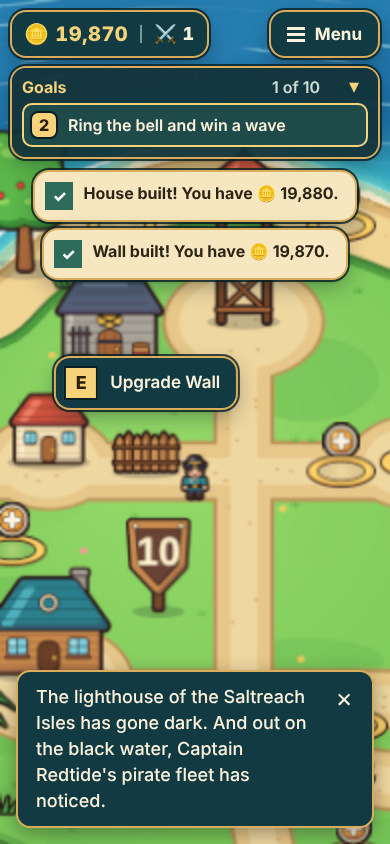 19,870 | 1
Menu
Goals
1 of 10
2 Ring the bell and win a wave
House built! You have 19,880.
Wall built! You have 19,870.
E Upgrade Wall
10
The lighthouse of the Saltreach
Isles has gone dark. And out on
the black water, Captain
Redtide's pirate fleet has
noticed.